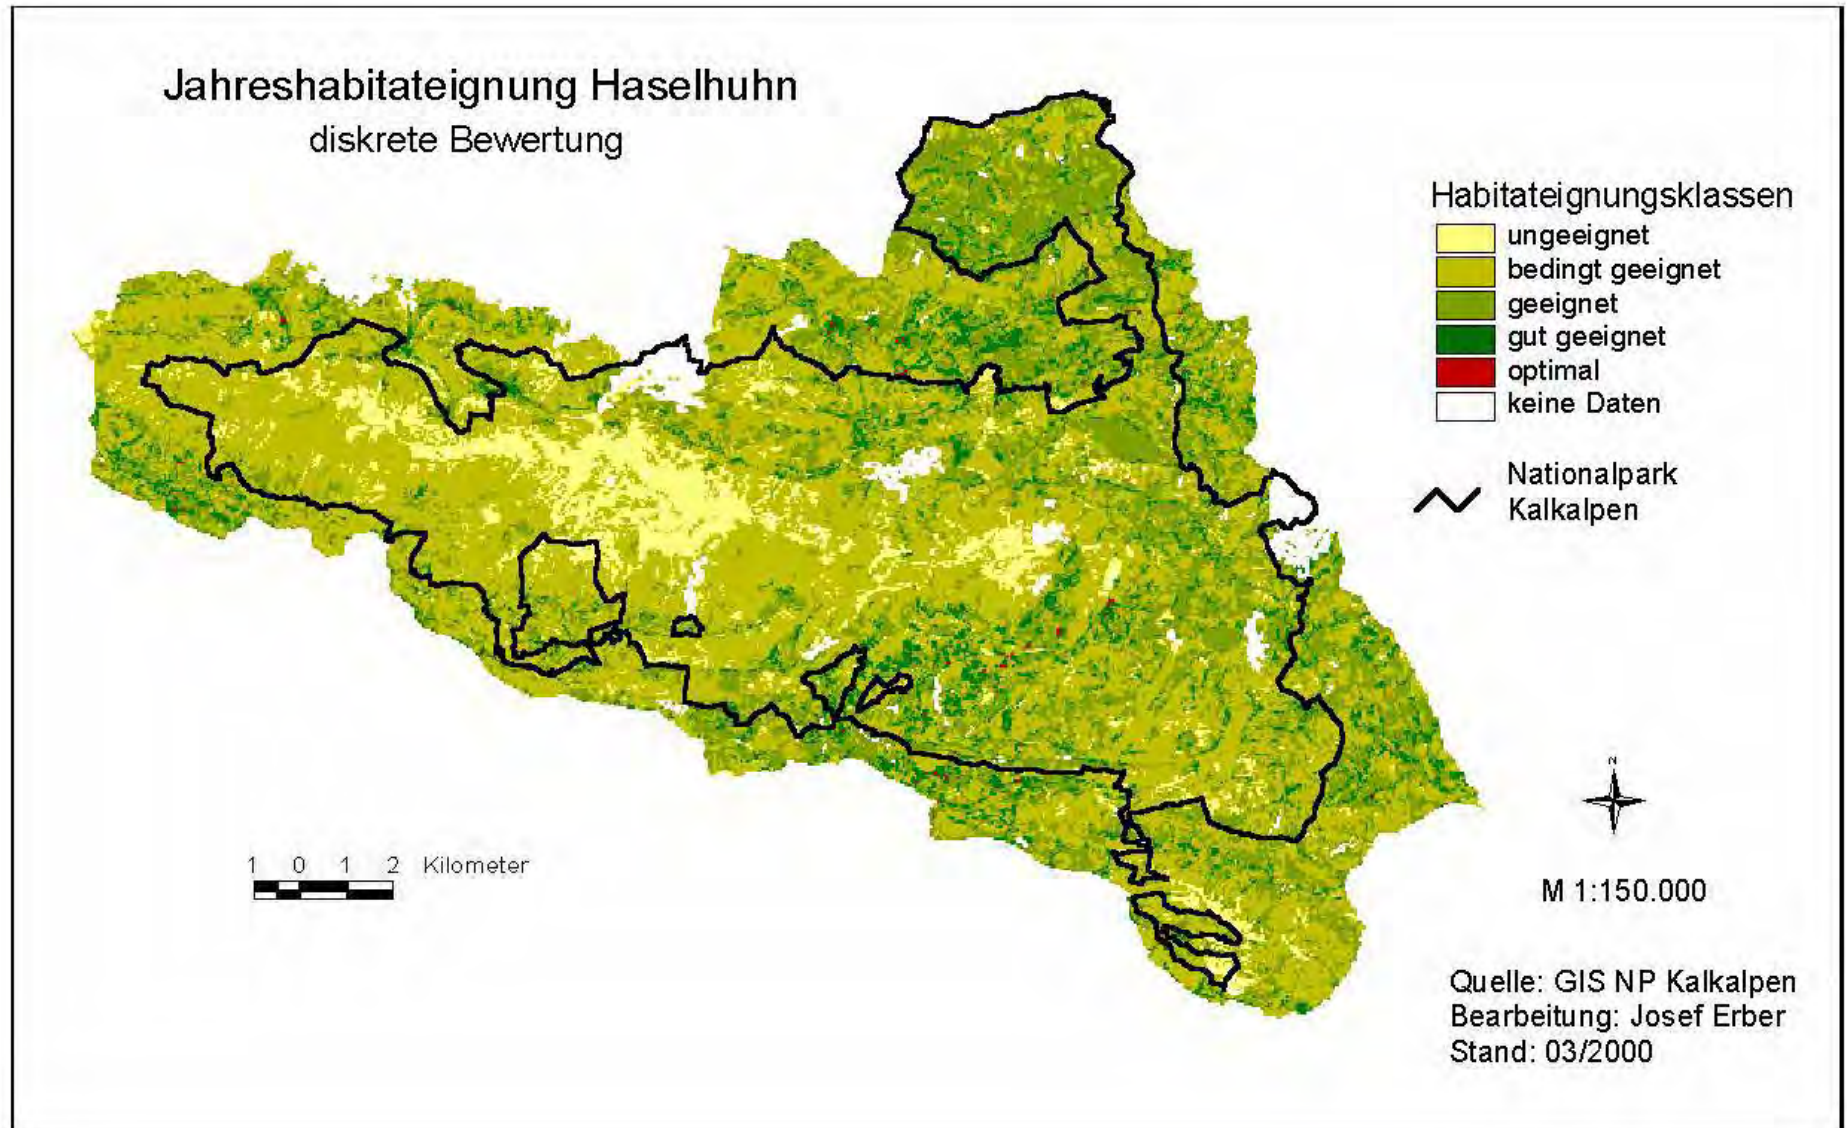 Jahreshabitateignung Haselhuhn
diskrete Bewertung
Habitateignungsklassen
ungeeignet
bedingt geeignet
geeignet
gut geeignet
optimal
keine Daten
Nationalpark
Kalkalpen
N
1 0 1 2 Kilometer
M 1:150.000
Quelle: GIS NP Kalkalpen
Bearbeitung: Josef Erber
Stand: 03/2000